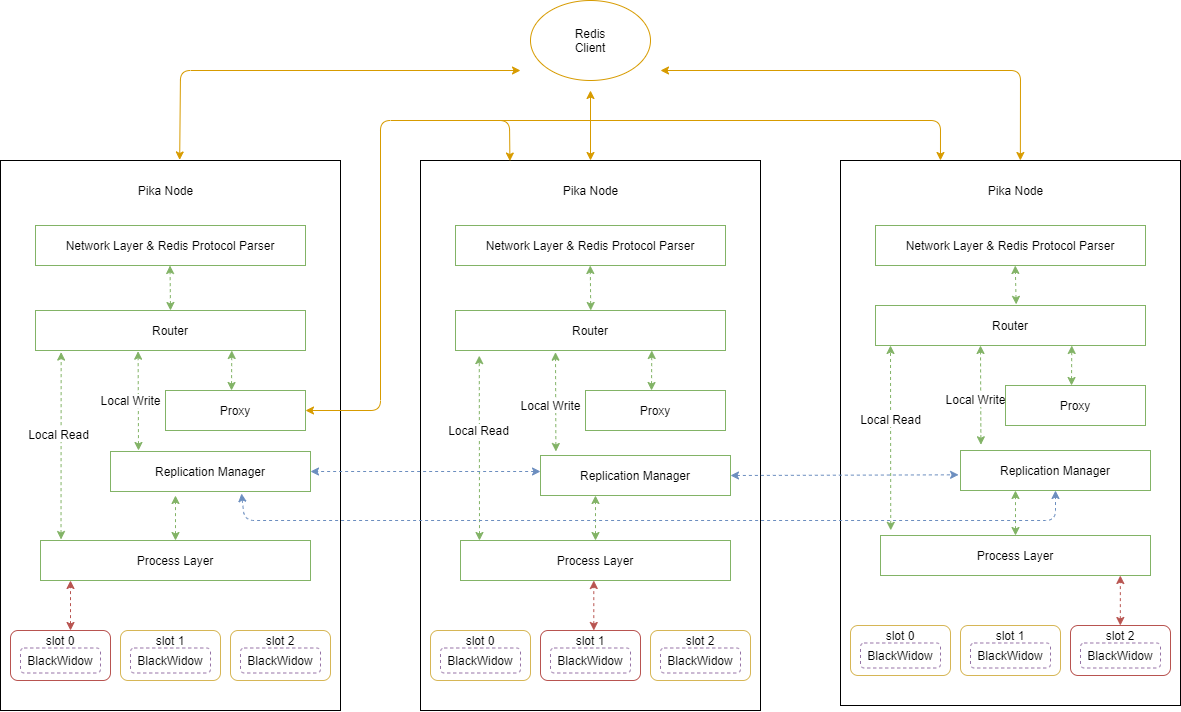 Redis
Client
Pika Node
Network Layer & Redis Protocol Parser
Router
Local Write
Proxy
Local Read
Replication Manager
Process Layer
slot 0
BlackWidow
slot 1
BlackWidow
slot 2
BlackWidow
Pika Node
Network Layer & Redis Protocol Parser
Router
Local Write
Proxy
Local Read
Replication Manager
Process Layer
slot 0
BlackWidow
slot 1
BlackWidow
slot 2
BlackWidow
Pika Node
Network Layer & Redis Protocol Parser
Router
Local Write
Proxy
Local Read
Replication Manager
Process Layer
slot 0
BlackWidow
slot 1
BlackWidow
slot 2
BlackWidow